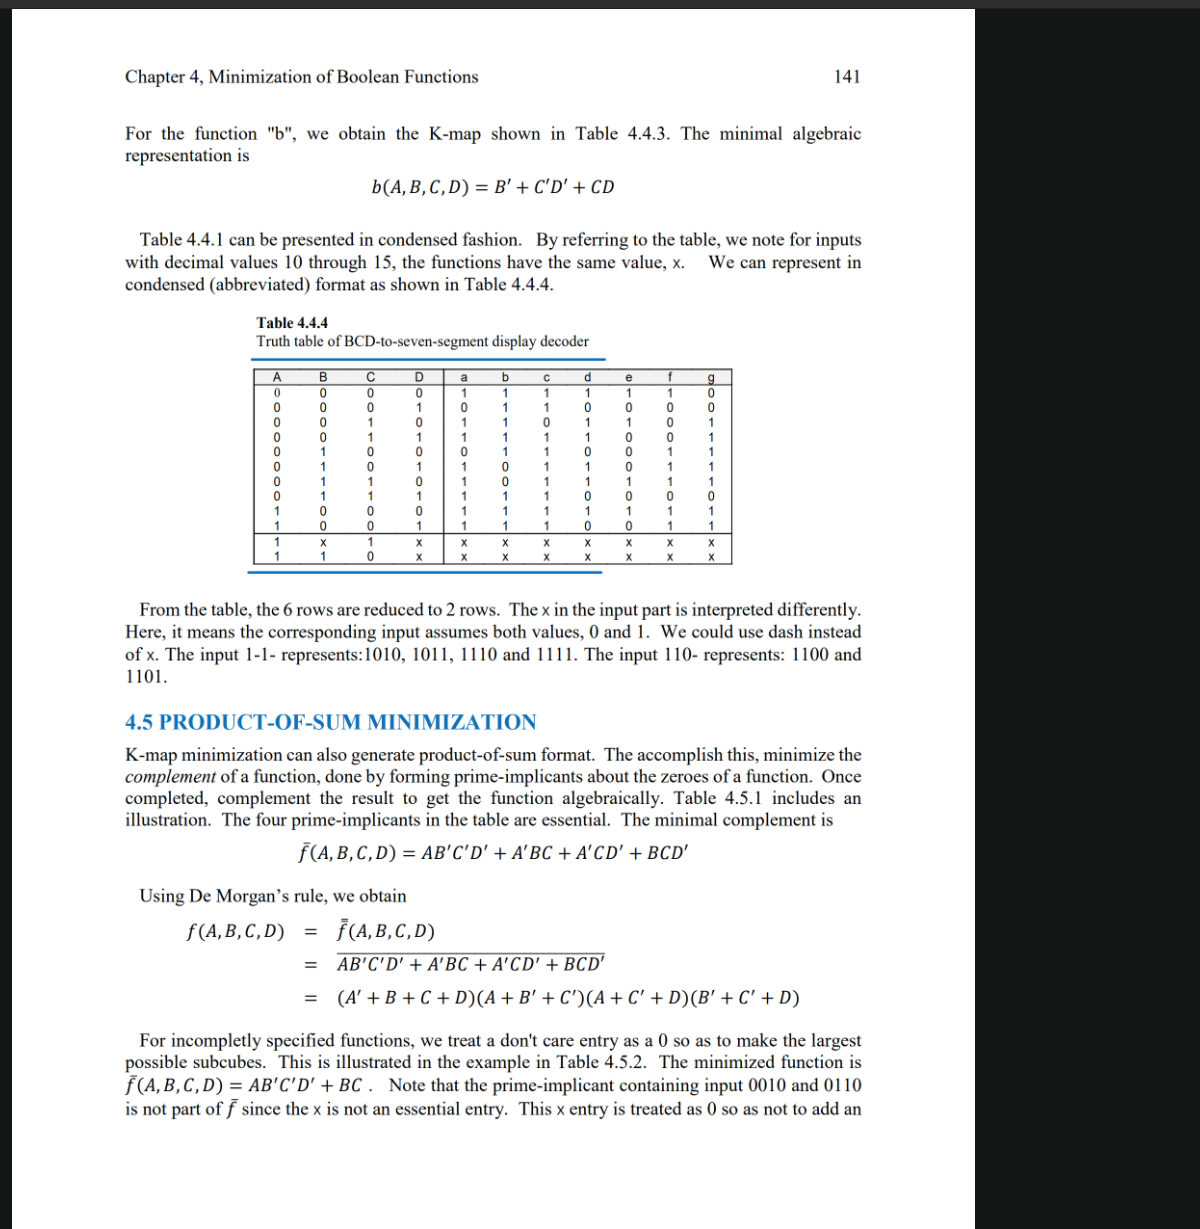 Chapter 4, Minimization of Boolean Functions 141
For the function "b", we obtain the K-map shown in Table 4.4.3. The minimal algebraic
representation is
b(A, B, C, D) = B′ + C′D′ + CD
Table 4.4.1 can be presented in condensed fashion. By referring to the table, we note for inputs
with decimal values 10 through 15, the functions have the same value, x. We can represent in
condensed (abbreviated) format as shown in Table 4.4.4.
Table 4.4.4
Truth table of BCD-to-seven-segment display decoder
A B C D a b c d e f g
0 0 0 0 1 1 1 1 1 1 0
0 0 0 1 0 1 1 0 0 0 0
0 0 1 0 1 1 0 1 1 0 1
0 0 1 1 1 1 1 1 0 0 1
0 1 0 0 0 1 1 0 0 1 1
0 1 0 1 1 0 1 1 0 1 1
0 1 1 0 1 0 1 1 1 1 1
0 1 1 1 1 1 1 0 0 0 0
1 0 0 0 1 1 1 1 1 1 1
1 0 0 1 1 1 1 0 0 1 1
1 x 1 x x x x x x x x
1 1 0 x x x x x x x x
From the table, the 6 rows are reduced to 2 rows. The x in the input part is interpreted differently.
Here, it means the corresponding input assumes both values, 0 and 1. We could use dash instead
of x. The input 1-1- represents:1010, 1011, 1110 and 1111. The input 110- represents: 1100 and
1101.
4.5 PRODUCT-OF-SUM MINIMIZATION
K-map minimization can also generate product-of-sum format. The accomplish this, minimize the
complement of a function, done by forming prime-implicants about the zeroes of a function. Once
completed, complement the result to get the function algebraically. Table 4.5.1 includes an
illustration. The four prime-implicants in the table are essential. The minimal complement is
f̄(A, B, C, D) = AB′C′D′ + A′BC + A′CD′ + BCD′
Using De Morgan’s rule, we obtain
f(A, B, C, D) = f̿(A, B, C, D)
= AB′C′D′ + A′BC + A′CD′ + BCD′
= (A′ + B + C + D)(A + B′ + C′)(A + C′ + D)(B′ + C′ + D)
For incompletly specified functions, we treat a don't care entry as a 0 so as to make the largest
possible subcubes. This is illustrated in the example in Table 4.5.2. The minimized function is
f̄(A, B, C, D) = AB′C′D′ + BC . Note that the prime-implicant containing input 0010 and 0110
is not part of f̄ since the x is not an essential entry. This x entry is treated as 0 so as not to add an